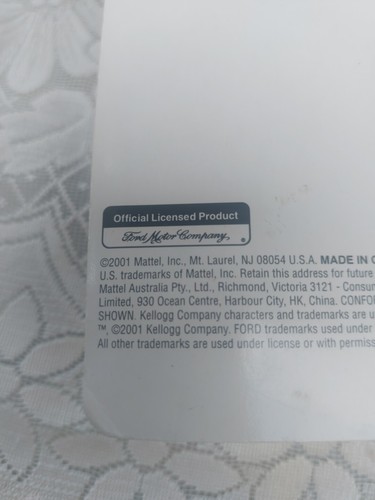 Official Licensed Product
Ford Motor Company,
©2001 Mattel, Inc., Mt. Laurel, NJ 08054 U.S.A. MADE IN C
U.S. trademarks of Mattel, Inc. Retain this address for future
Mattel Australia Pty., Ltd., Richmond, Victoria 3121 - Consum
Limited, 930 Ocean Centre, Harbour City, HK, China. CONFO
SHOWN. Kellogg Company characters and trademarks are u
™, ©2001 Kellogg Company. FORD trademarks used under
All other trademarks are used under license or with permiss